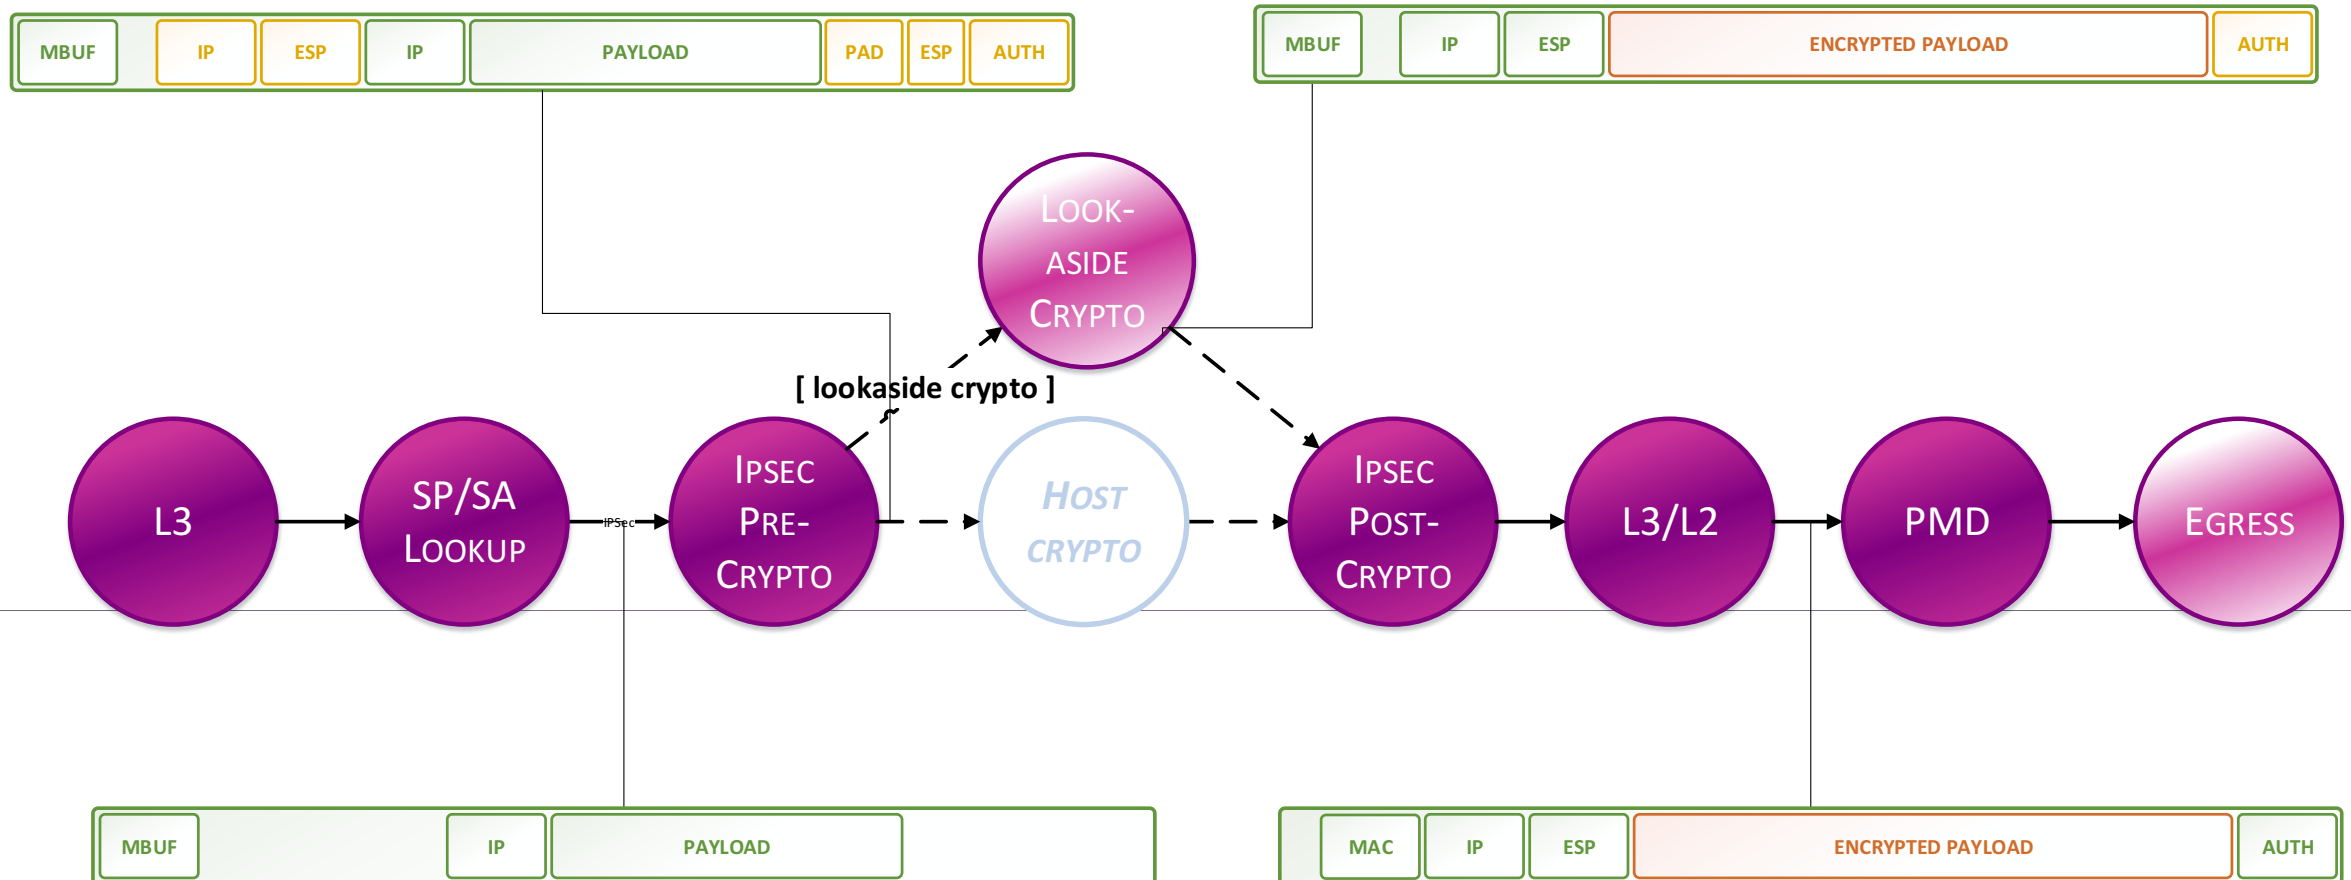 MBUF IP ESP IP PAYLOAD PAD ESP AUTH
MBUF IP ESP ENCRYPTED PAYLOAD AUTH
LOOK-
ASIDE
CRYPTO
[ lookaside crypto ]
L3
SP/SA
LOOKUP
IPSec
IPSEC
PRE-
CRYPTO
HOST
CRYPTO
IPSEC
POST-
CRYPTO
L3/L2
PMD
EGRESS
MBUF IP PAYLOAD
MAC IP ESP ENCRYPTED PAYLOAD AUTH